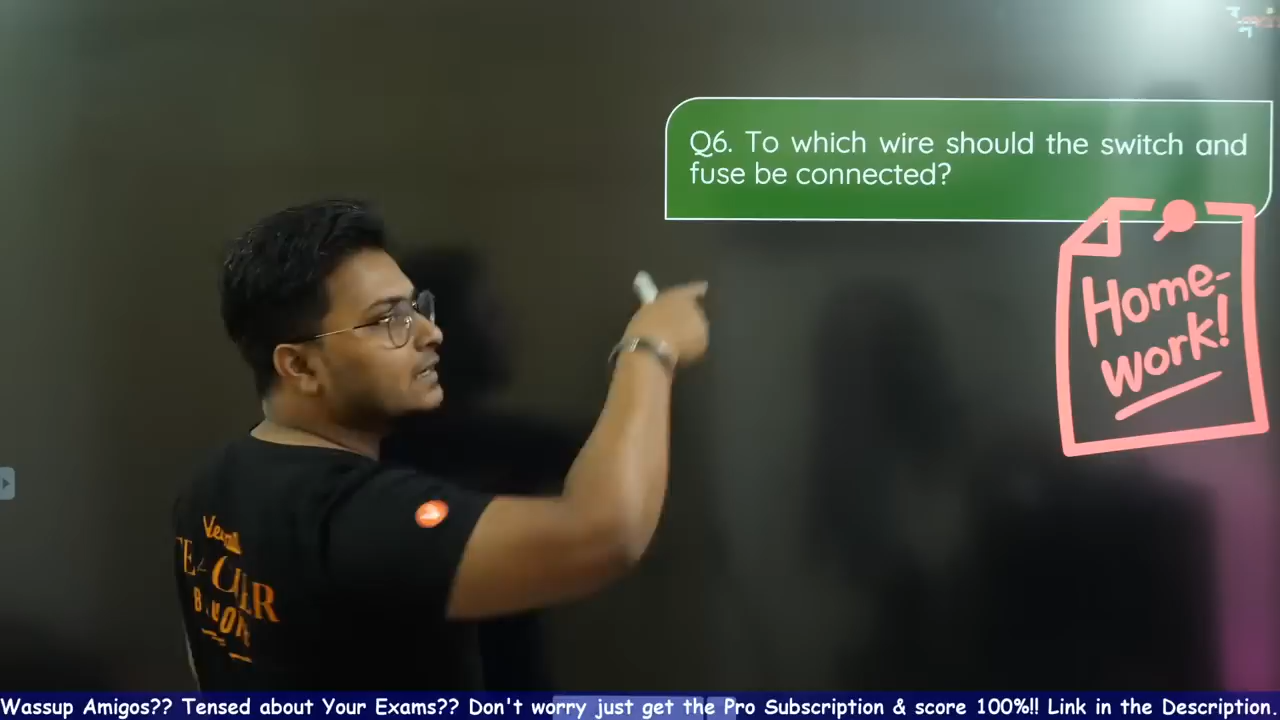 Q6. To which wire should the switch and
fuse be connected?
Home-
work!
Wassup Amigos?? Tensed about Your Exams?? Don't worry just get the Pro Subscription & score 100%!! Link in the Description.